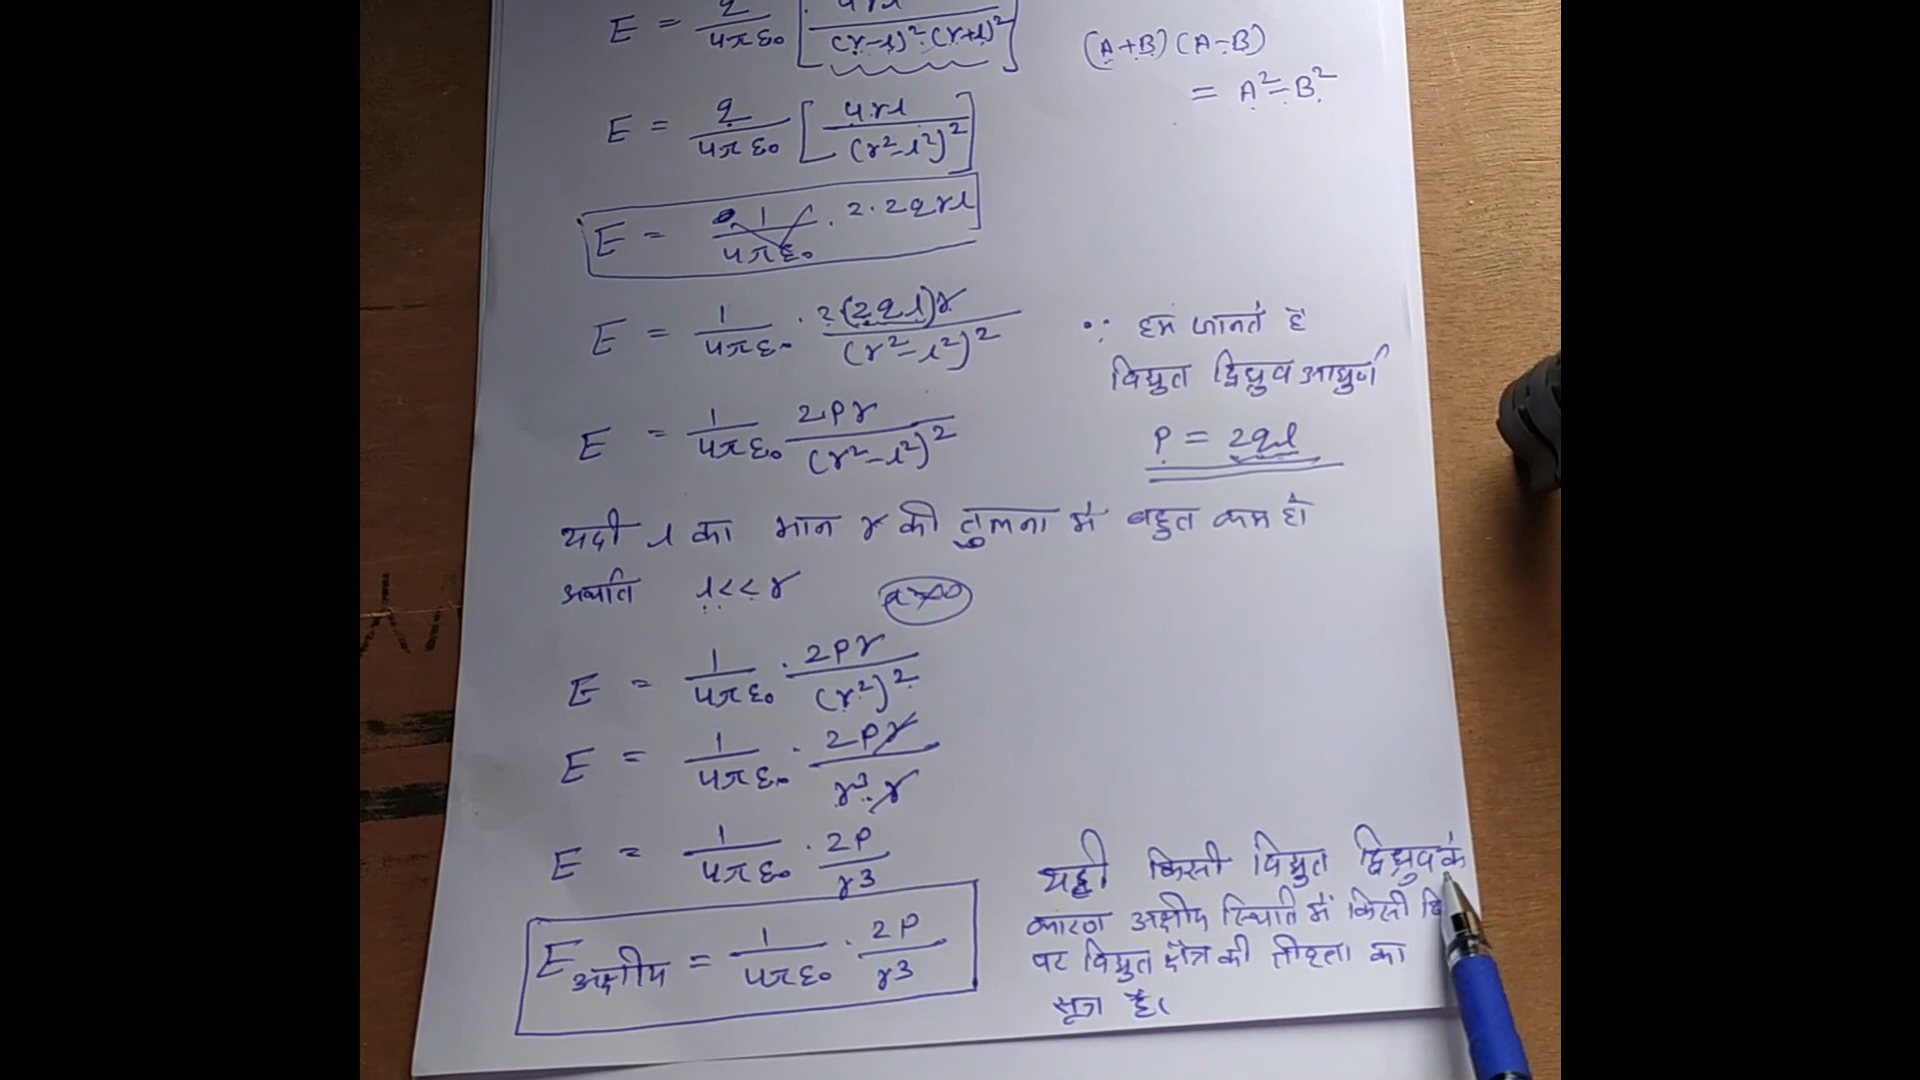 E = q/4πε₀ [4rl/(r-l)²(r+l)²]
(A+B)(A-B)
= A²-B²
E = q/4πε₀ [4rl/(r²-l²)²]
E = 1/4πε₀ . 2.2qrl
E = 1/4πε₀ . 2(2ql)r/(r²-l²)²
∵ हम जानते है
विद्युत द्विध्रुव आघुर्ण
P = 2ql
E = 1/4πε₀ 2Pr/(r²-l²)²
यदी l का मान r की तुलना में बहुत कम हो
अर्थात l<<r
E = 1/4πε₀ . 2Pr/(r²)²
E = 1/4πε₀ . 2Pr/r³.r
E = 1/4πε₀ . 2P/r³
E अक्षीय = 1/4πε₀ . 2P/r³
यही किसी विद्युत द्विध्रुव के
कारण अक्षीय स्थिति में किसी बि
पर विद्युत क्षेत्र की तीव्रता का
सूत्र है।